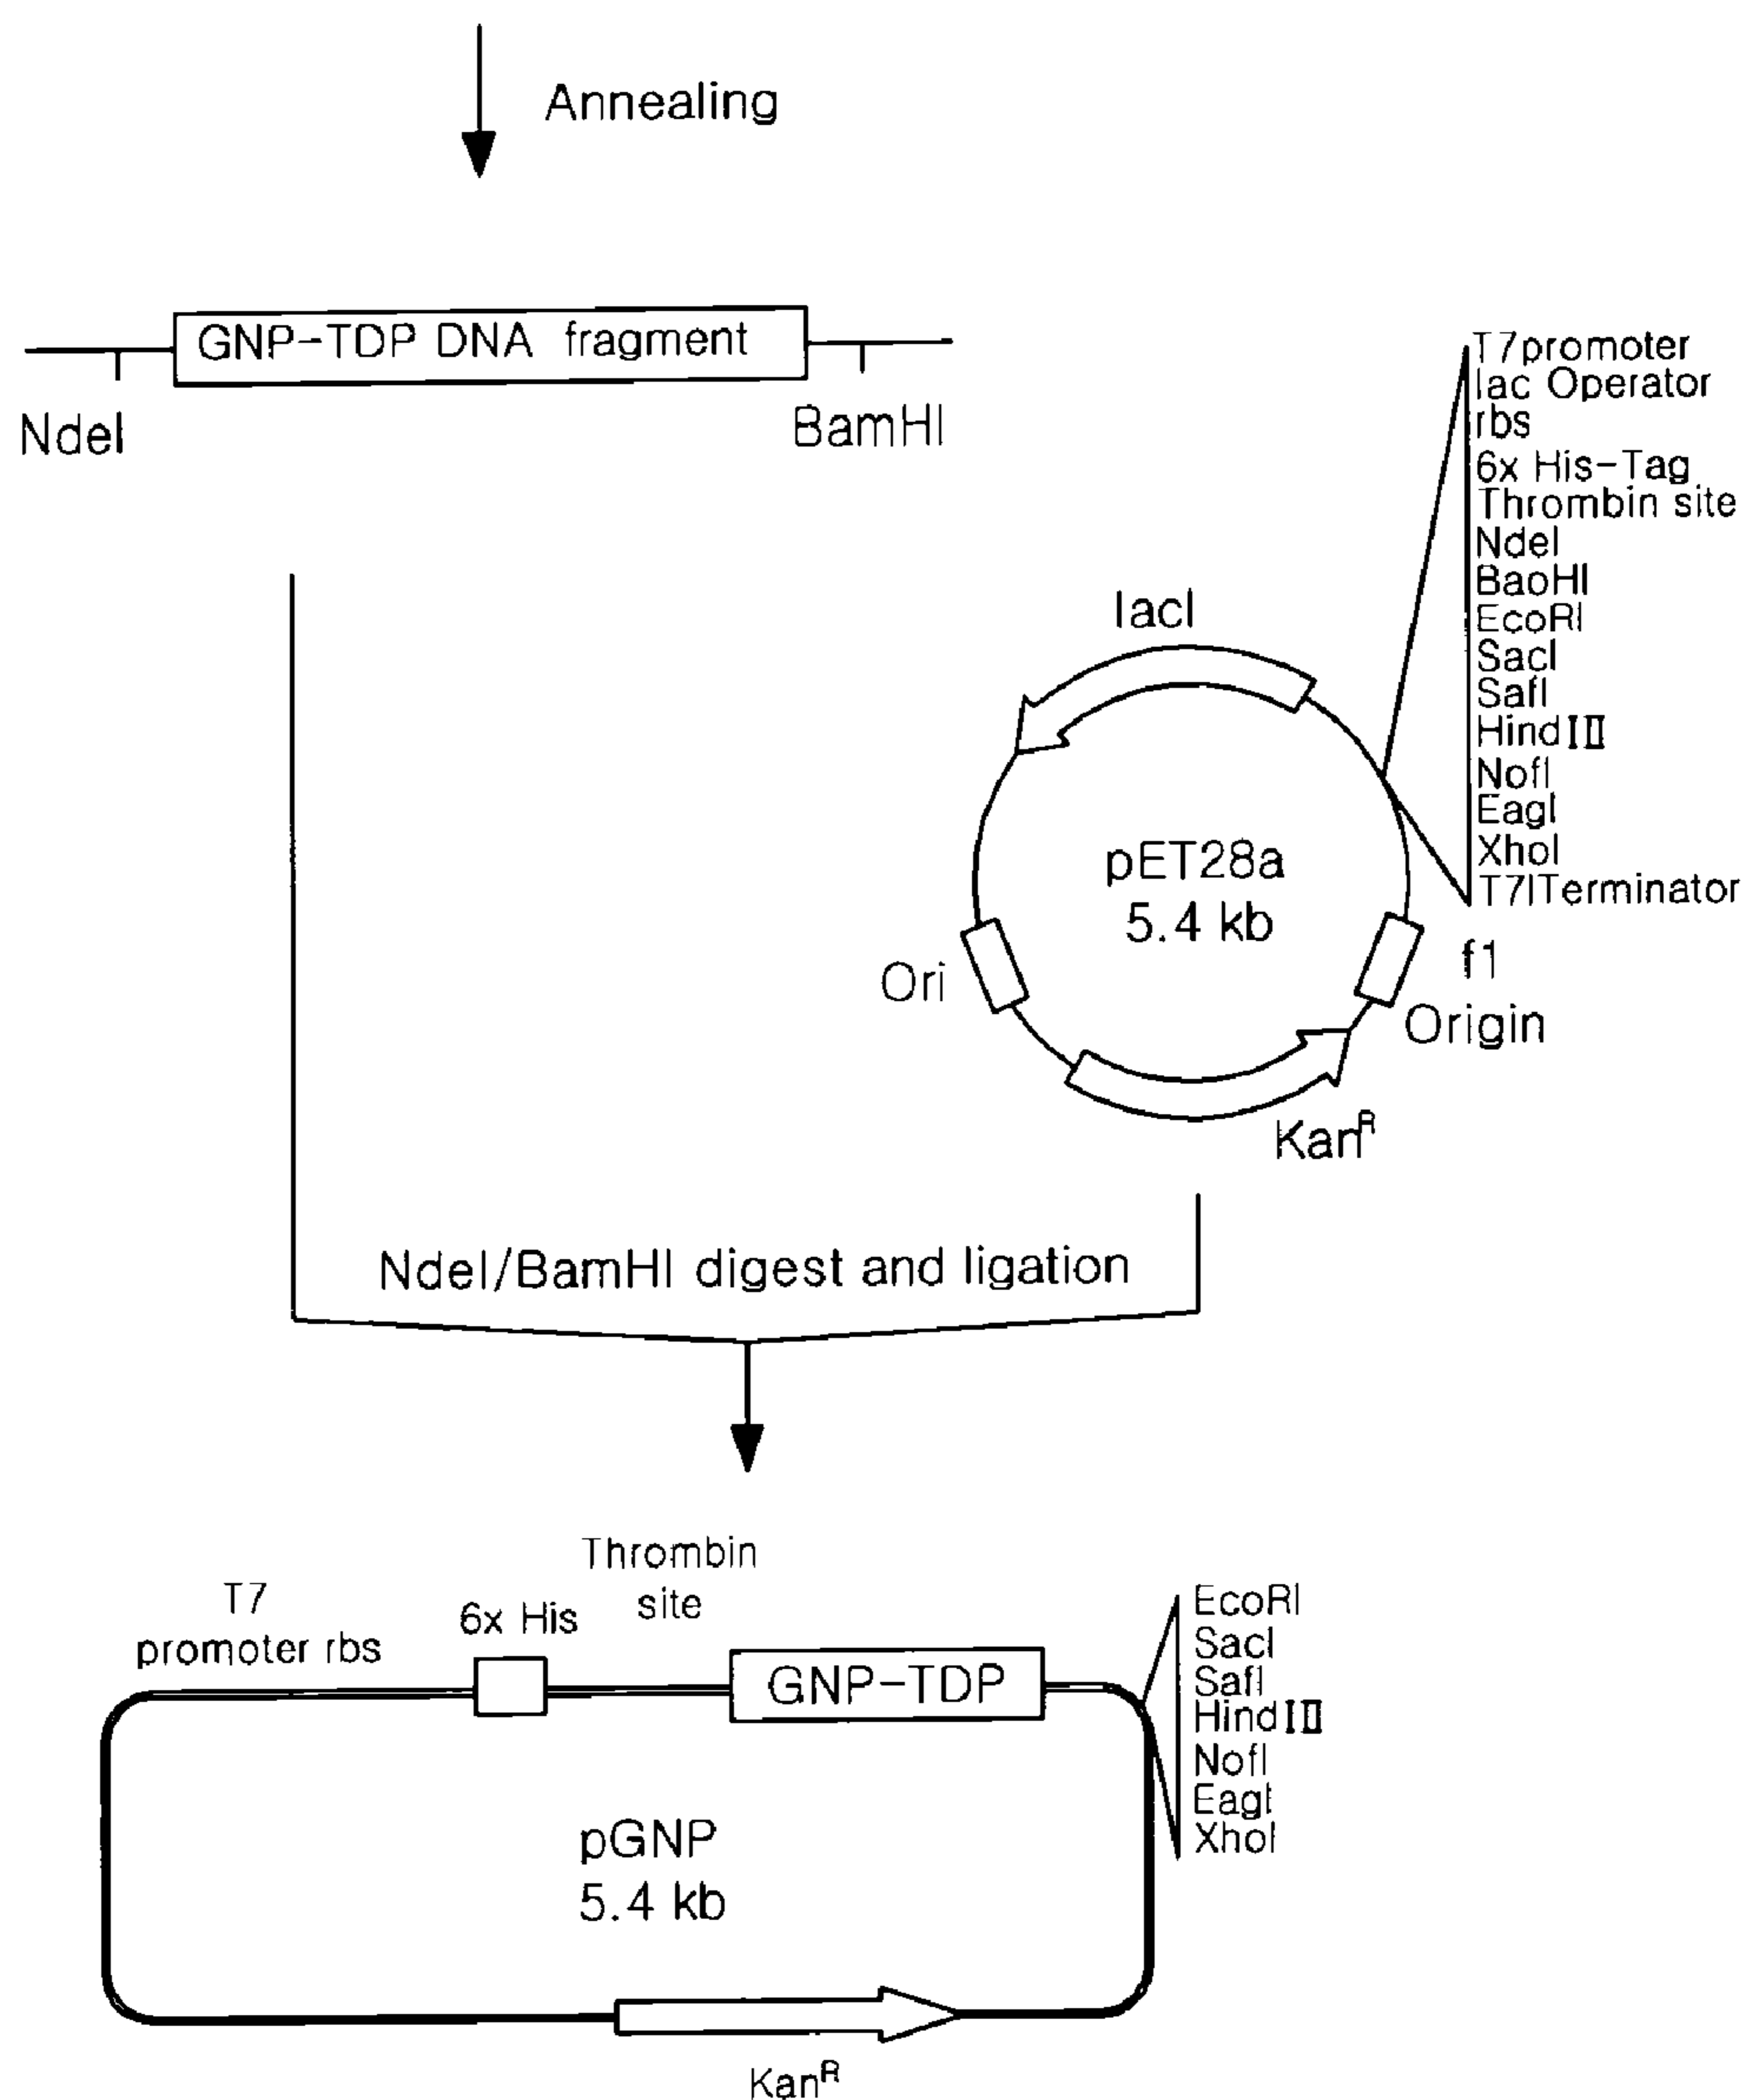 Annealing
GNP-TDP DNA fragment
NdeI
BamHI
T7promoter
lac Operator
rbs
6x His-Tag
Thrombin site
NdeI
BaoHI
EcoRI
SacI
SafI
HindIII
NofI
EagI
XhoI
T7ITerminator
lacI
pET28a
5.4 kb
Ori
f1
Origin
Kan^R
NdeI/BamHI digest and ligation
Thrombin
site
T7
promoter rbs
6x His
GNP-TDP
EcoRI
SacI
SafI
HindIII
NofI
EagI
XhoI
pGNP
5.4 kb
Kan^R